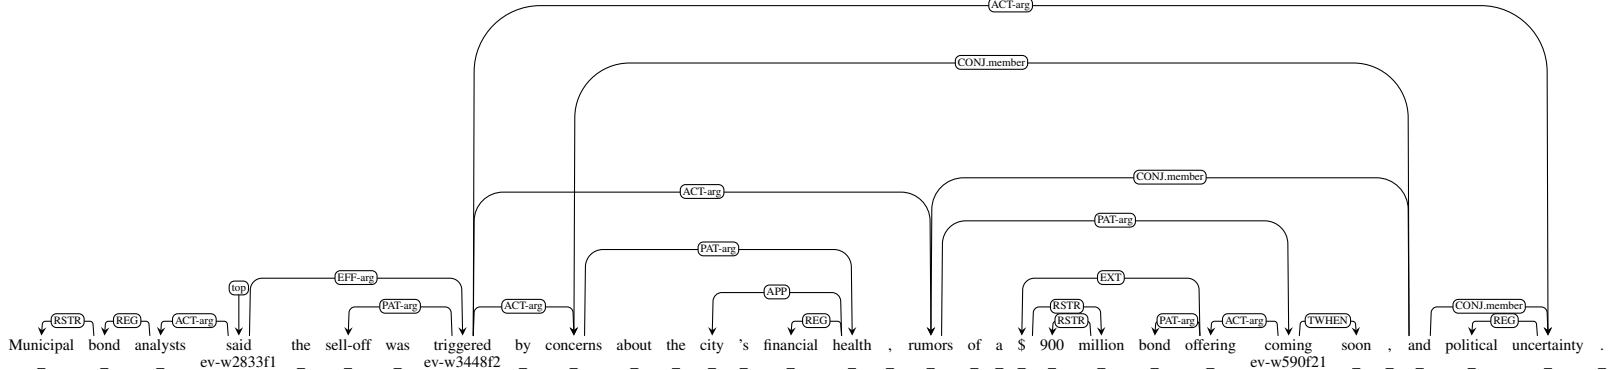 ACT-arg
CONJ.member
CONJ.member
ACT-arg
PAT-arg
PAT-arg
EFF-arg EXT
top APP
PAT-arg ACT-arg RSTR CONJ.member
RSTR REG ACT-arg REG RSTR PAT-arg ACT-arg TWHEN REG
Municipal bond analysts said the sell-off was triggered by concerns about the city 's financial health , rumors of a $ 900 million bond offering coming soon , and political uncertainty .
_ _ _ ev-w2833f1 _ _ _ ev-w3448f2 _ _ _ _ _ _ _ _ _ _ _ _ _ _ _ _ _ ev-w590f21 _ _ _ _ _ _